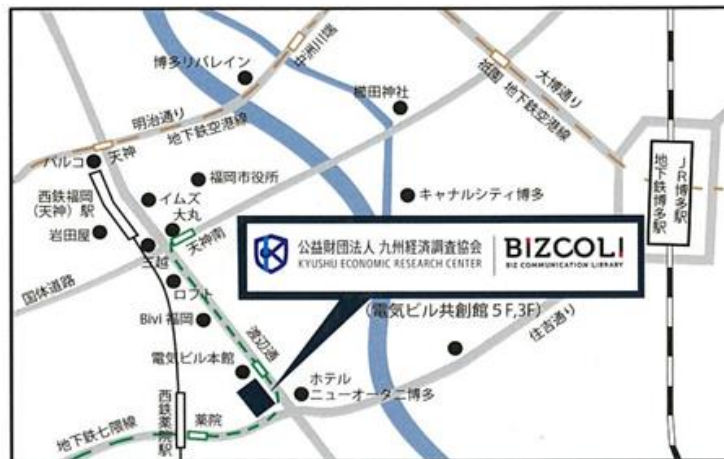 博多リバレイン
中洲川端
櫛田神社
大博通り
祇園 地下鉄空港線
明治通り
地下鉄空港線
パルコ
天神
西鉄福岡
(天神)駅
福岡市役所
イムズ
大丸
岩田屋
三越
天神南
キャナルシティ博多
JR博多駅
地下鉄博多駅
公益財団法人 九州経済調査協会
KYUSHU ECONOMIC RESEARCH CENTER
BIZCOLI
BIZ COMMUNICATION LIBRARY
国体道路
ロフト
Bivi 福岡
渡辺通
(電気ビル共創館5F,3F)
住吉通り
電気ビル本館
ホテル
ニューオータニ博多
西鉄薬院駅
薬院
地下鉄七隈線